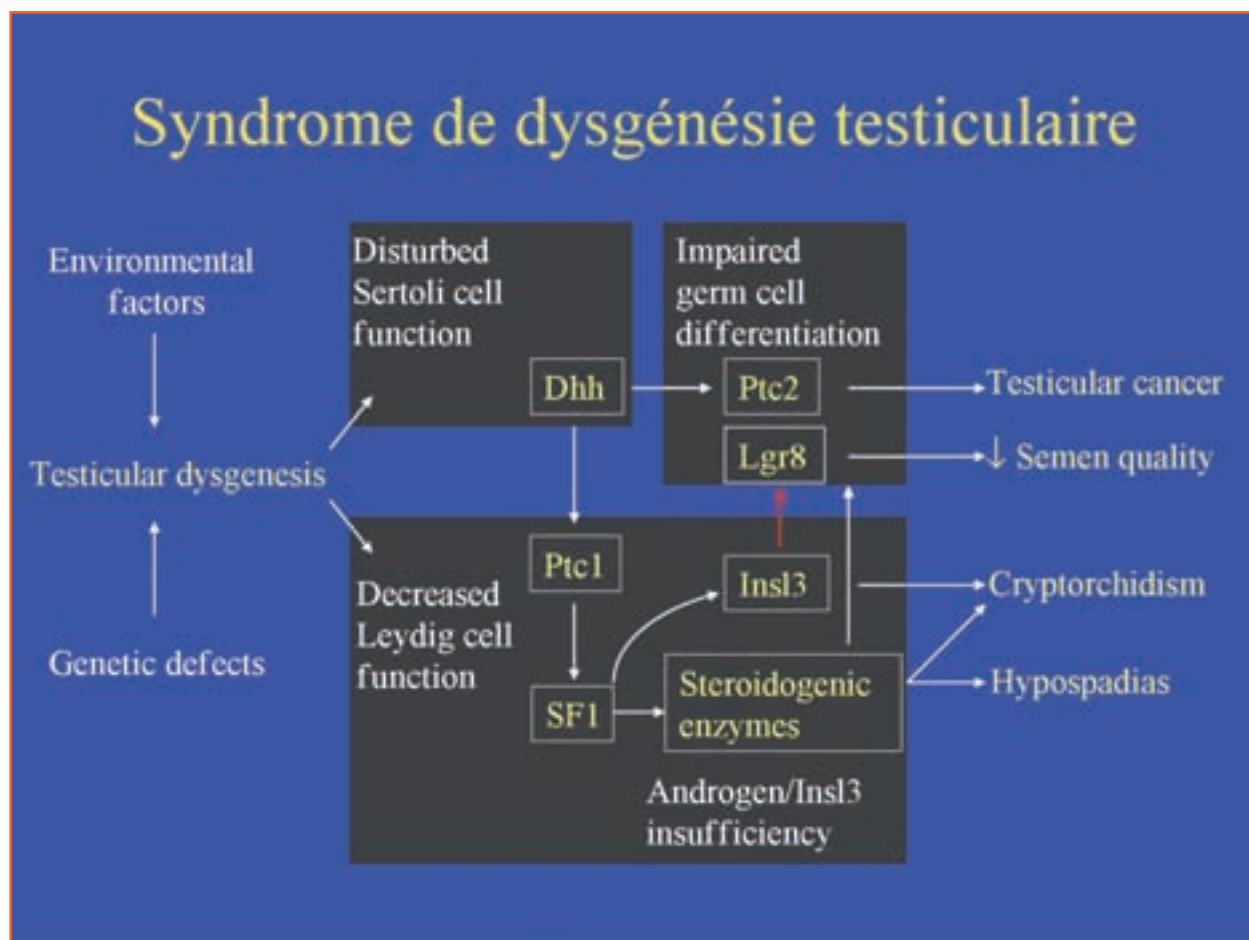 Syndrome de dysgénésie testiculaire
Environmental
factors
Testicular dysgenesis
Genetic defects
Disturbed
Sertoli cell
function
Dhh
Impaired
germ cell
differentiation
Ptc2
Lgr8
Decreased
Leydig cell
function
Ptc1
SF1
Insl3
Steroidogenic
enzymes
Androgen/Insl3
insufficiency
Testicular cancer
↓ Semen quality
Cryptorchidism
Hypospadias